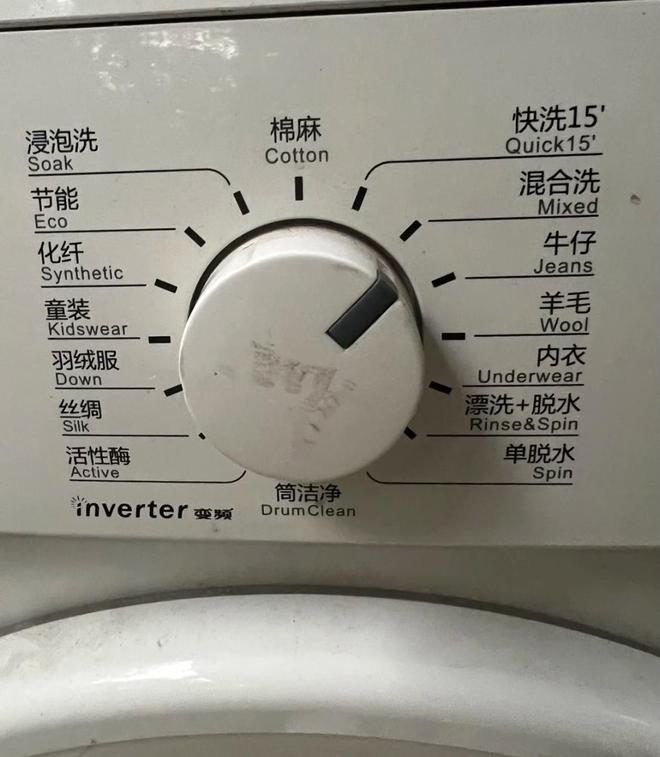 棉麻
Cotton
快洗15'
Quick15'
混合洗
Mixed
牛仔
Jeans
羊毛
Wool
内衣
Underwear
漂洗+脱水
Rinse&Spin
单脱水
Spin
筒洁净
DrumClean
浸泡洗
Soak
节能
Eco
化纤
Synthetic
童装
Kidswear
羽绒服
Down
丝绸
Silk
活性酶
Active
inverter 变频